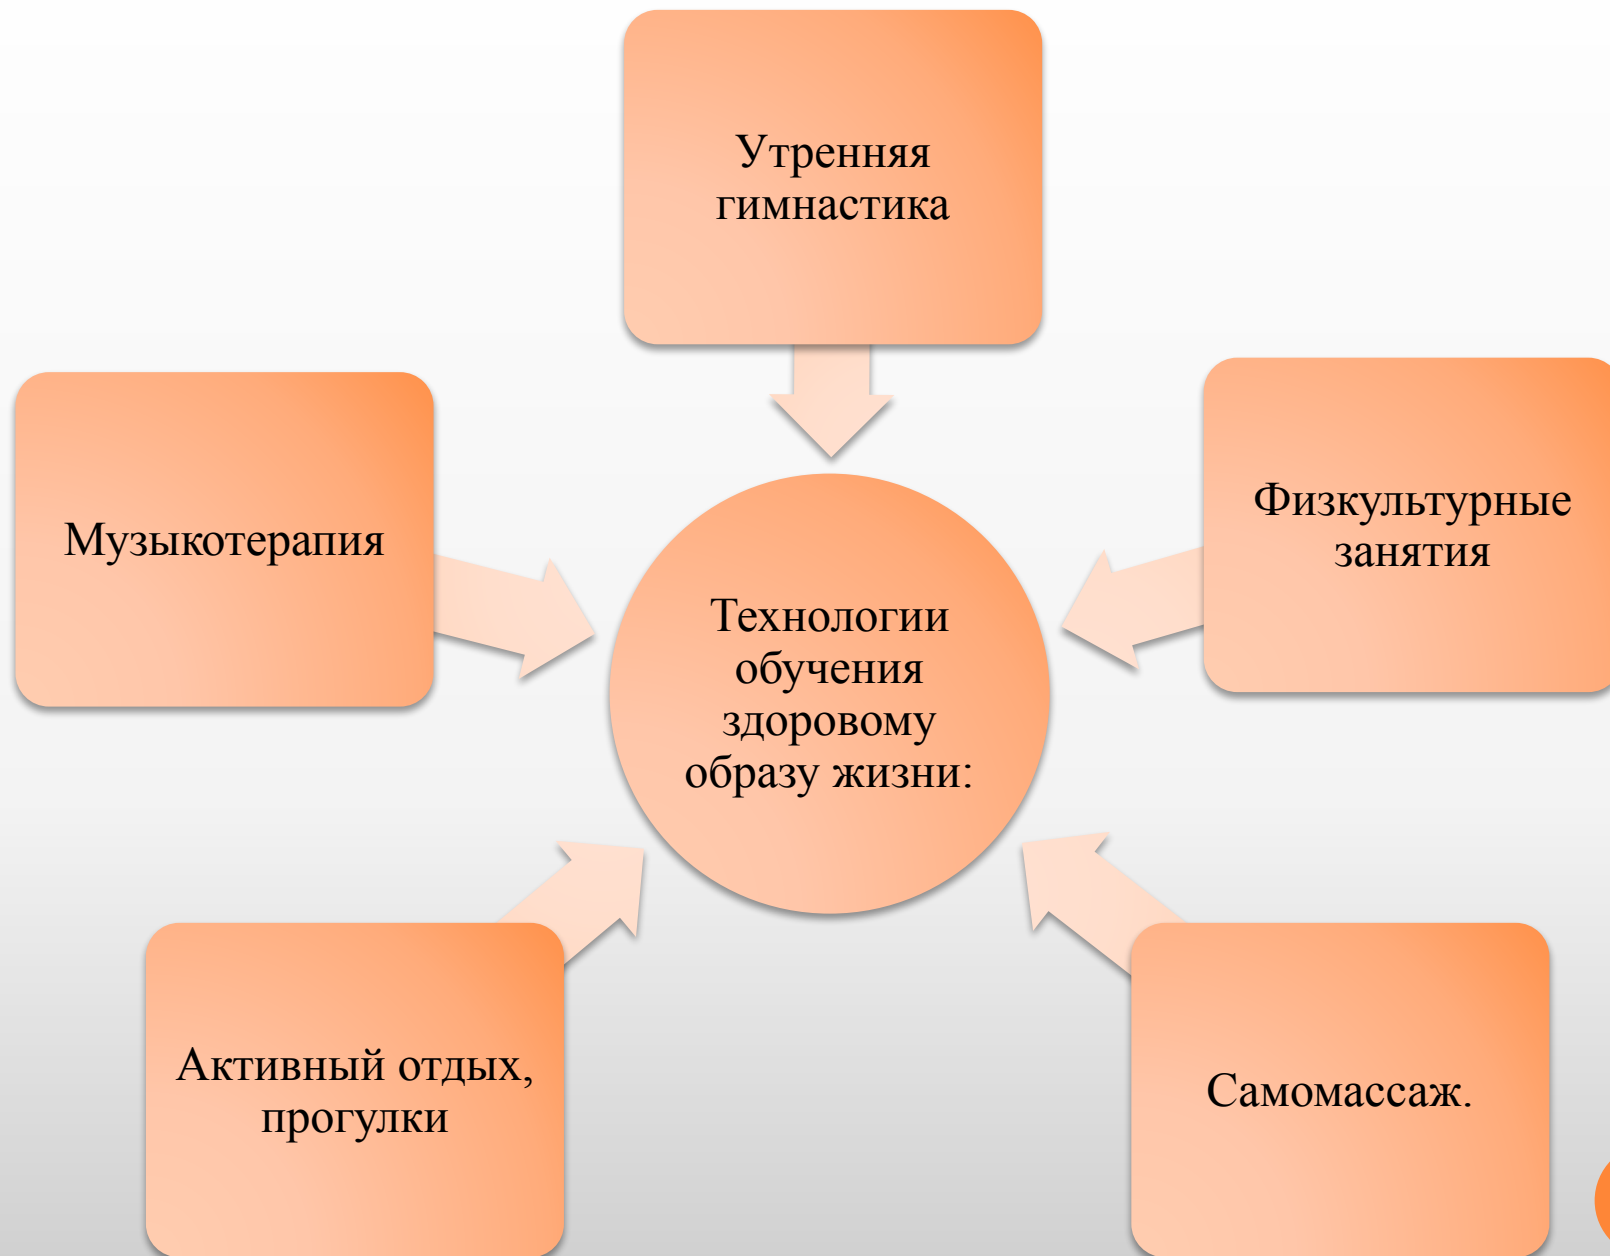 Утренняя
гимнастика
Музыкотерапия
Физкультурные
занятия
Технологии
обучения
здоровому
образу жизни:
Активный отдых,
прогулки
Самомассаж.